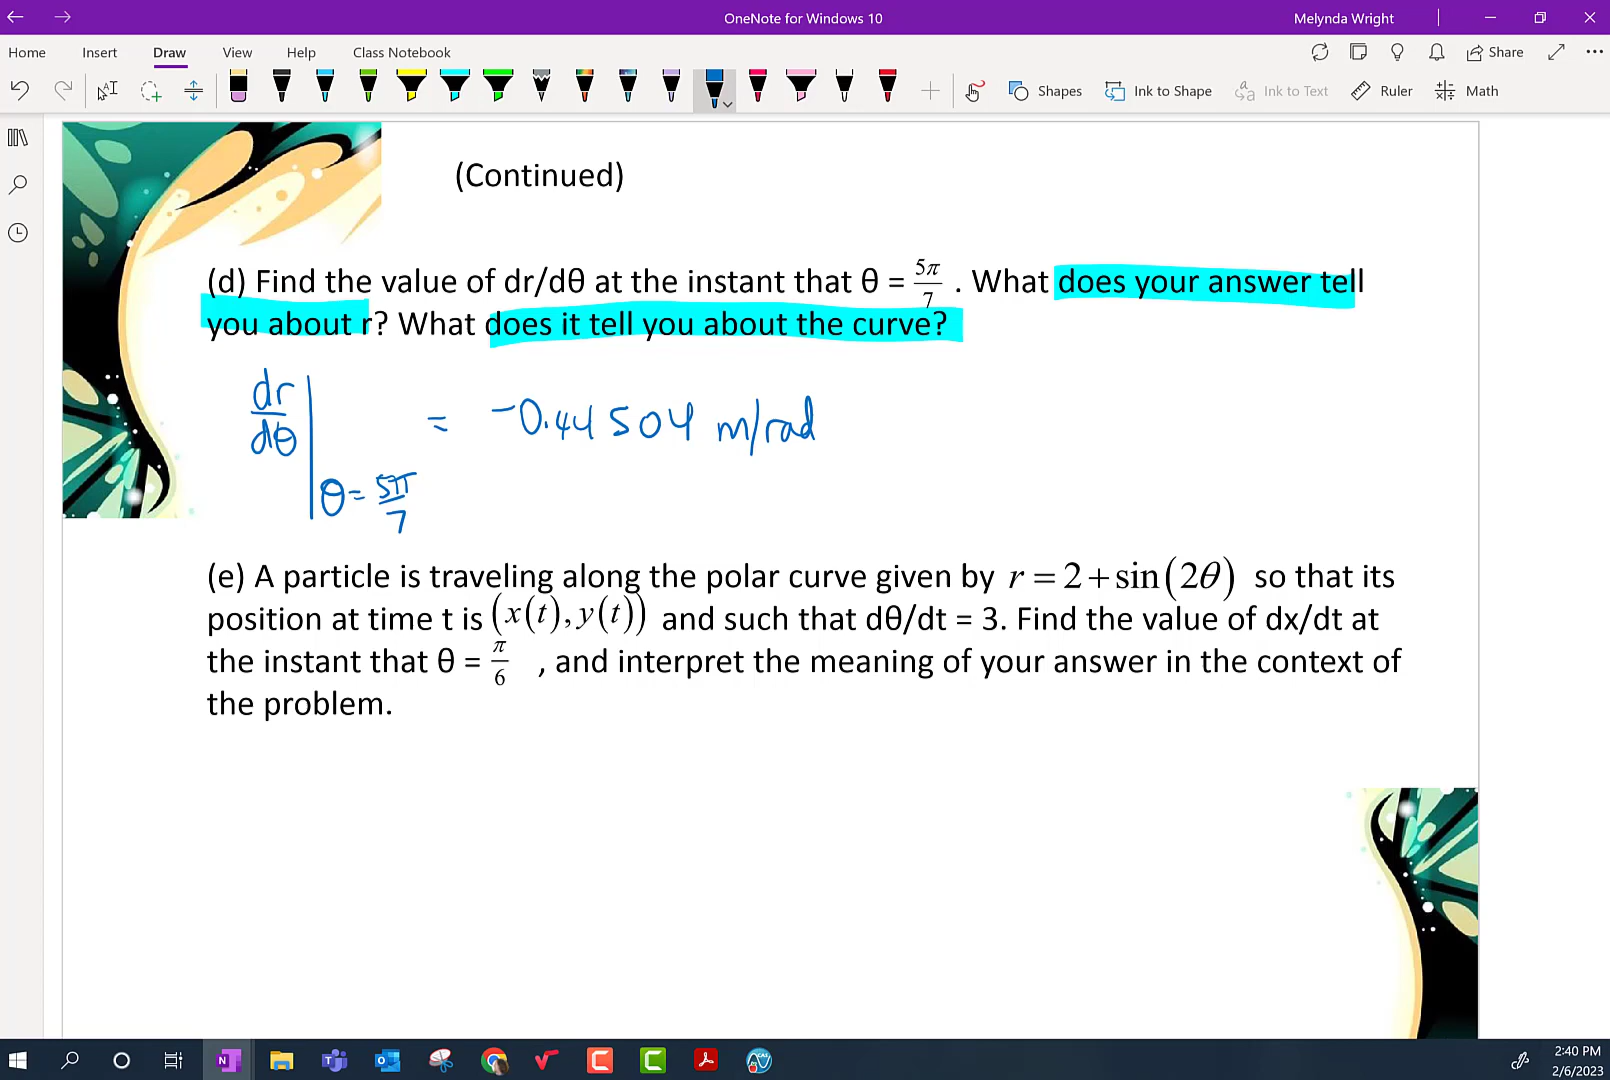 OneNote for Windows 10
Melynda Wright
Home Insert Draw View Help Class Notebook
Share
Shapes Ink to Shape Ink to Text Ruler Math
(Continued)
(d) Find the value of dr/dθ at the instant that θ = 5π/7 . What does your answer tell
you about r? What does it tell you about the curve?
dr/dθ | θ = 5π/7 = -0.44504 m/rad
(e) A particle is traveling along the polar curve given by r = 2 + sin(2θ) so that its
position at time t is (x(t), y(t)) and such that dθ/dt = 3. Find the value of dx/dt at
the instant that θ = π/6 , and interpret the meaning of your answer in the context of
the problem.
2:40 PM
2/6/2023